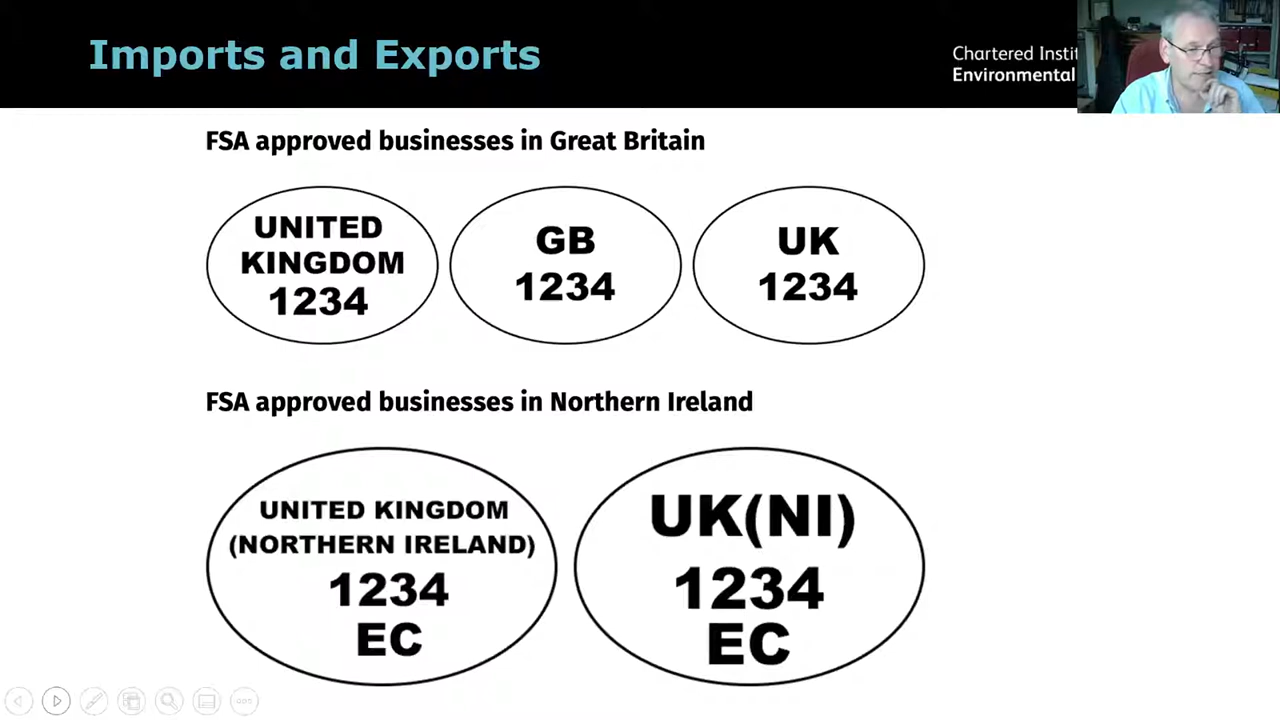 Imports and Exports
Chartered Insti
Environmental
FSA approved businesses in Great Britain
UNITED
KINGDOM
1234
GB
1234
UK
1234
FSA approved businesses in Northern Ireland
UNITED KINGDOM
(NORTHERN IRELAND)
1234
EC
UK(NI)
1234
EC